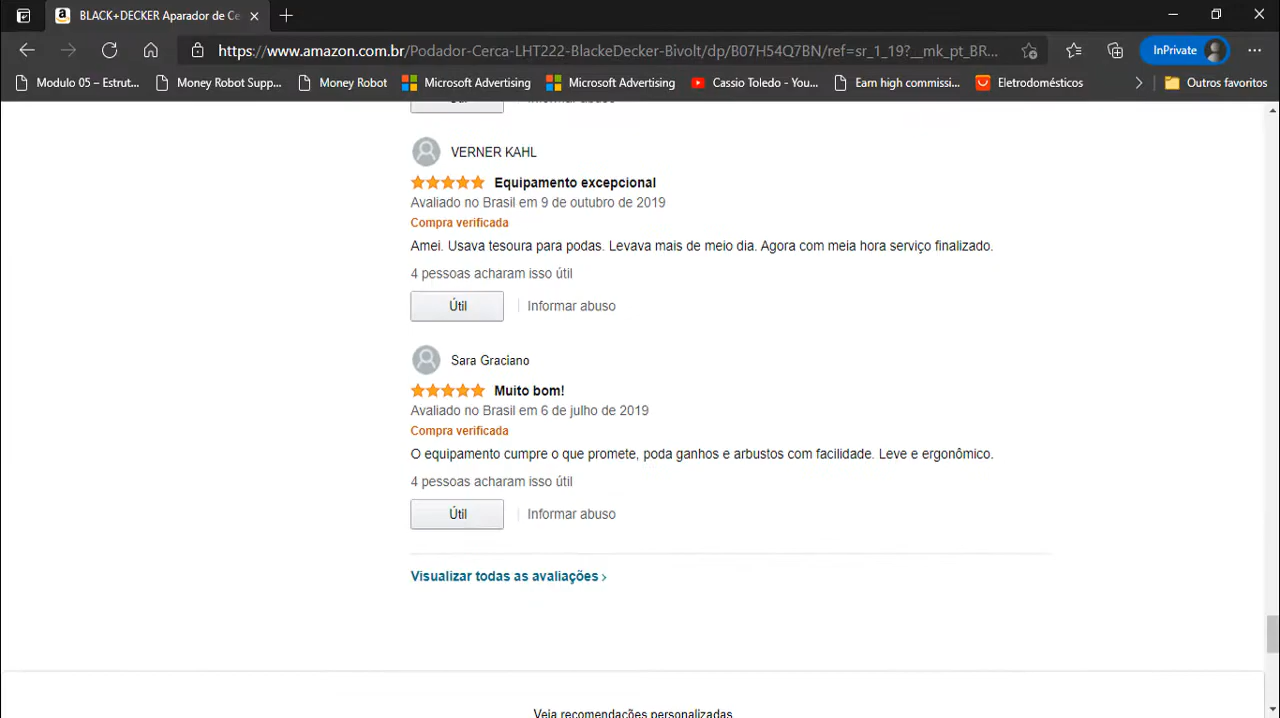 BLACK+DECKER Aparador de Ce
https://www.amazon.com.br/Podador-Cerca-LHT222-BlackeDecker-Bivolt/dp/B07H54Q7BN/ref=sr_1_19?__mk_pt_BR...
InPrivate
Modulo 05 – Estrut... Money Robot Supp... Money Robot Microsoft Advertising Microsoft Advertising Cassio Toledo - You... Earn high commissi... Eletrodomésticos Outros favoritos
Útil Informar abuso
VERNER KAHL
Equipamento excepcional
Avaliado no Brasil em 9 de outubro de 2019
Compra verificada
Amei. Usava tesoura para podas. Levava mais de meio dia. Agora com meia hora serviço finalizado.
4 pessoas acharam isso útil
Útil Informar abuso
Sara Graciano
Muito bom!
Avaliado no Brasil em 6 de julho de 2019
Compra verificada
O equipamento cumpre o que promete, poda ganhos e arbustos com facilidade. Leve e ergonômico.
4 pessoas acharam isso útil
Útil Informar abuso
Visualizar todas as avaliações ›
Veja recomendações personalizadas